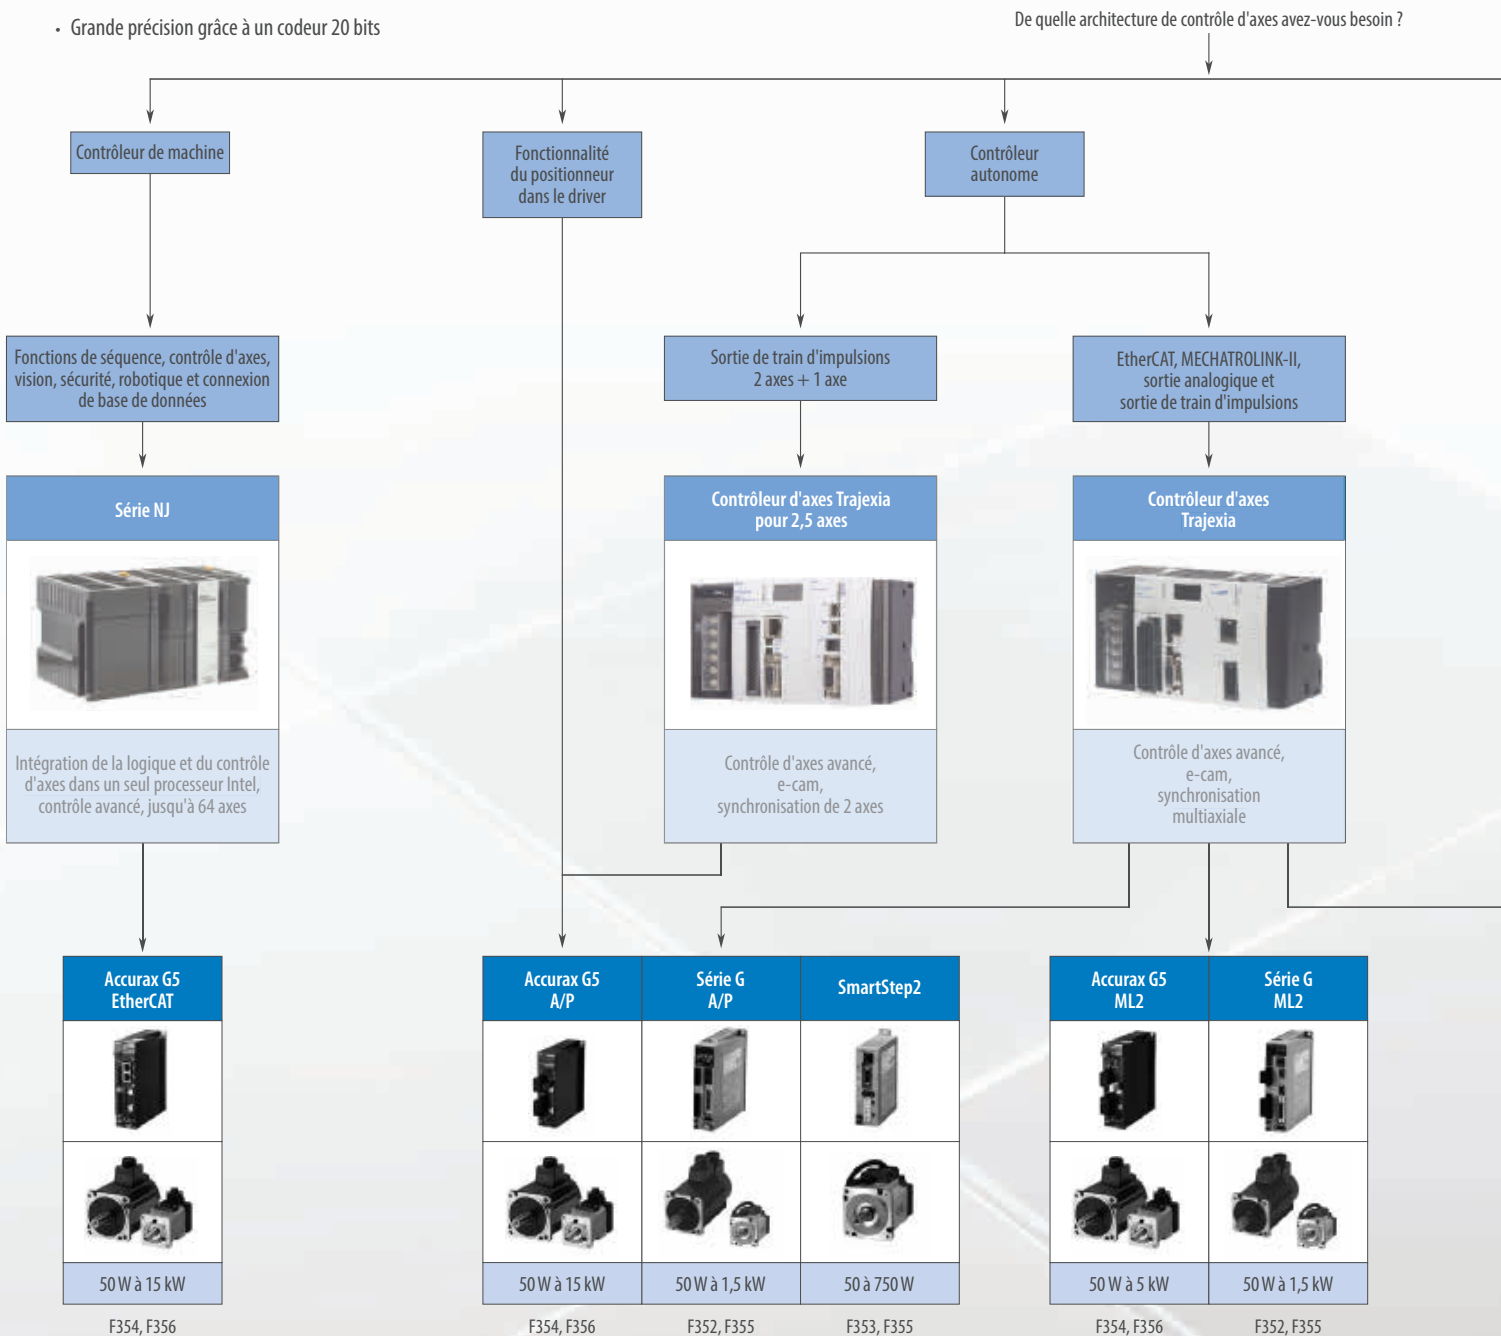 • Grande précision grâce à un codeur 20 bits
De quelle architecture de contrôle d'axes avez-vous besoin ?
Contrôleur de machine
Fonctionnalité
du positionneur
dans le driver
Contrôleur
autonome
Fonctions de séquence, contrôle d'axes,
vision, sécurité, robotique et connexion
de base de données
Sortie de train d'impulsions
2 axes + 1 axe
EtherCAT, MECHATROLINK-II,
sortie analogique et
sortie de train d'impulsions
Série NJ
Contrôleur d'axes Trajexia
pour 2,5 axes
Contrôleur d'axes
Trajexia
Intégration de la logique et du contrôle
d'axes dans un seul processeur Intel,
contrôle avancé, jusqu'à 64 axes
Contrôle d'axes avancé,
e-cam,
synchronisation de 2 axes
Contrôle d'axes avancé,
e-cam,
synchronisation
multiaxiale
Accurax G5
EtherCAT
Accurax G5
A/P
Série G
A/P
SmartStep2
Accurax G5
ML2
Série G
ML2
50 W à 15 kW
50 W à 15 kW
50 W à 1,5 kW
50 à 750 W
50 W à 5 kW
50 W à 1,5 kW
F354, F356
F354, F356
F352, F355
F353, F355
F354, F356
F352, F355